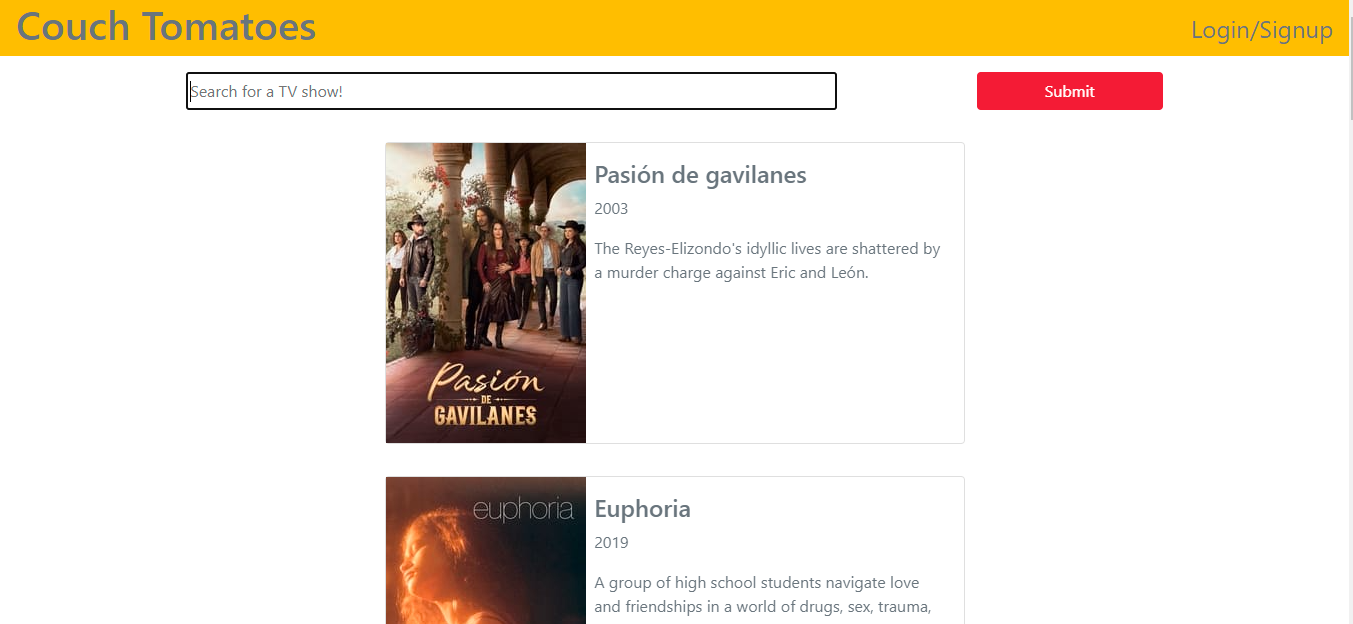 Couch Tomatoes
Login/Signup
Search for a TV show!
Submit
Pasión de gavilanes
2003
The Reyes-Elizondo's idyllic lives are shattered by
a murder charge against Eric and León.
Pasión
DE
GAVILANES
euphoria
Euphoria
2019
A group of high school students navigate love
and friendships in a world of drugs, sex, trauma,